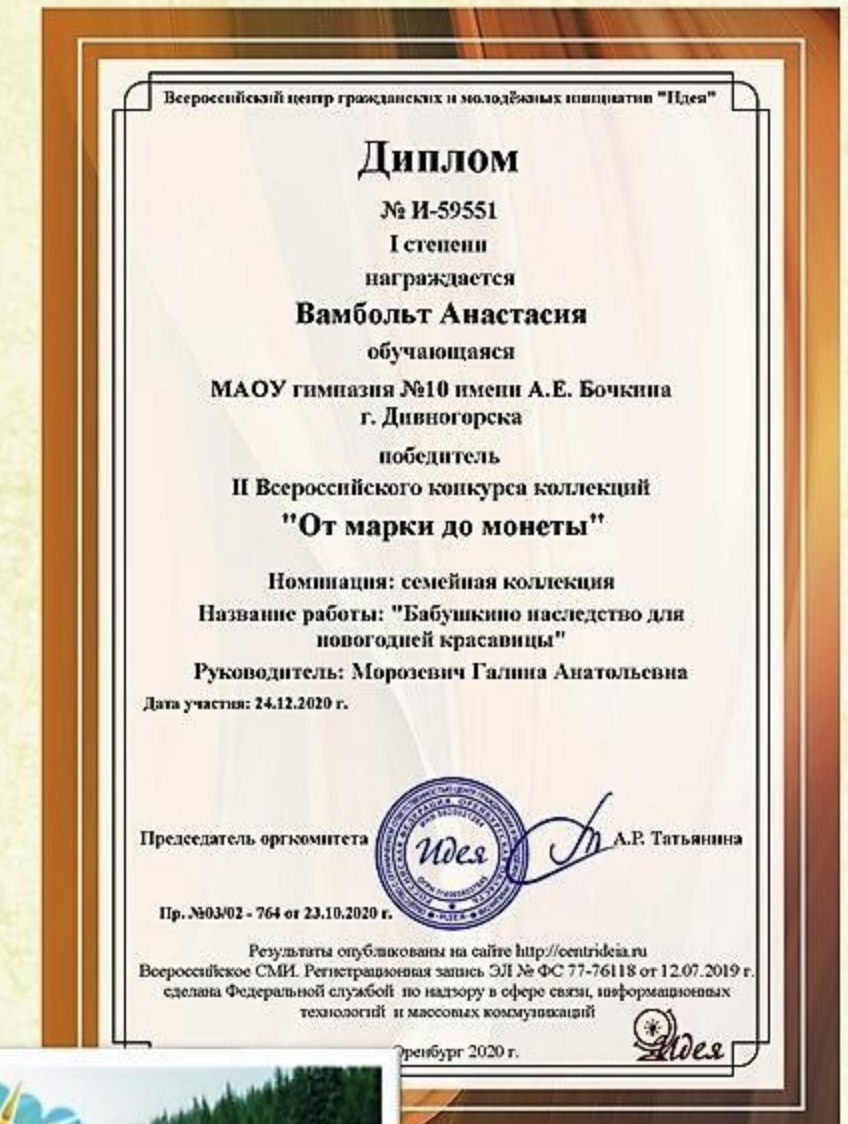 Всероссийский центр гражданских и молодёжных инициатив "Идея"
Диплом
№ И-59551
I степени
награждается
Вамбольт Анастасия
обучающаяся
МАОУ гимназия №10 имени А.Е. Бочкина
г. Дивногорска
победитель
II Всероссийского конкурса коллекций
"От марки до монеты"
Номинация: семейная коллекция
Название работы: "Бабушкино наследство для
новогодней красавицы"
Руководитель: Морозевич Галина Анатольевна
Дата участия: 24.12.2020 г.
Председатель оргкомитета
Идея
А.Р. Татьянина
Пр. №03/02 - 764 от 23.10.2020 г.
Результаты опубликованы на сайте http://centrideia.ru
Всероссийское СМИ. Регистрационная запись ЭЛ № ФС 77-76118 от 12.07.2019 г.
сделана Федеральной службой по надзору в сфере связи, информационных
технологий и массовых коммуникаций
Оренбург 2020 г.
Идея